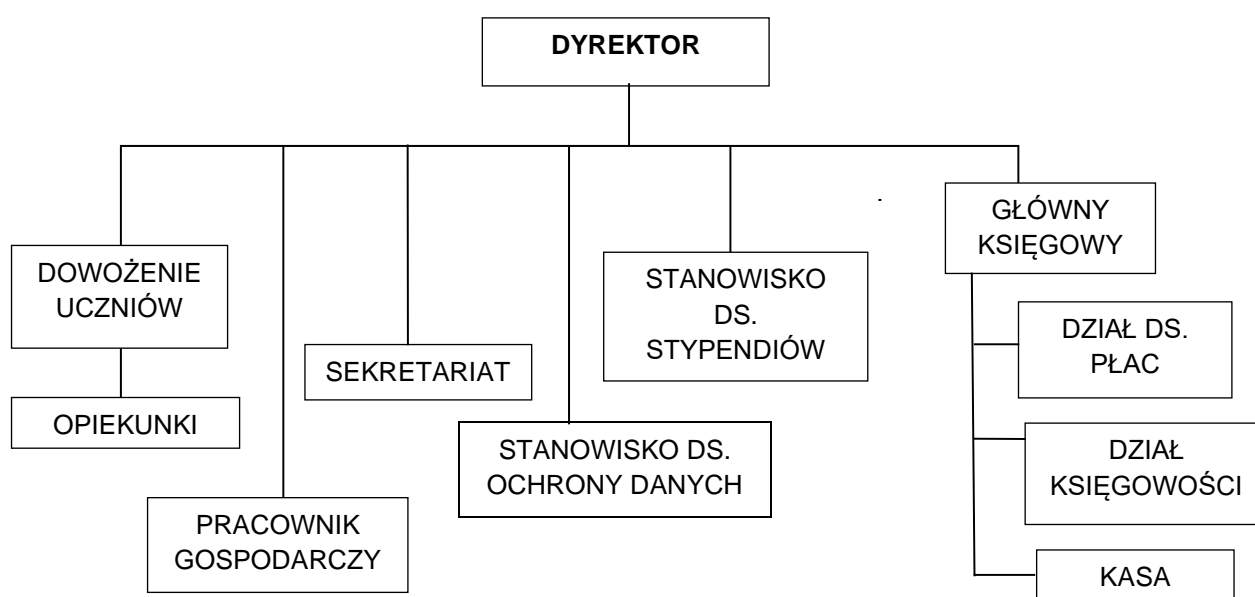 DYREKTOR
DOWOŻENIE
UCZNIÓW
OPIEKUNKI
PRACOWNIK
GOSPODARCZY
SEKRETARIAT
STANOWISKO DS.
OCHRONY DANYCH
STANOWISKO
DS.
STYPENDIÓW
GŁÓWNY
KSIĘGOWY
DZIAŁ DS.
PŁAC
DZIAŁ
KSIĘGOWOŚCI
KASA